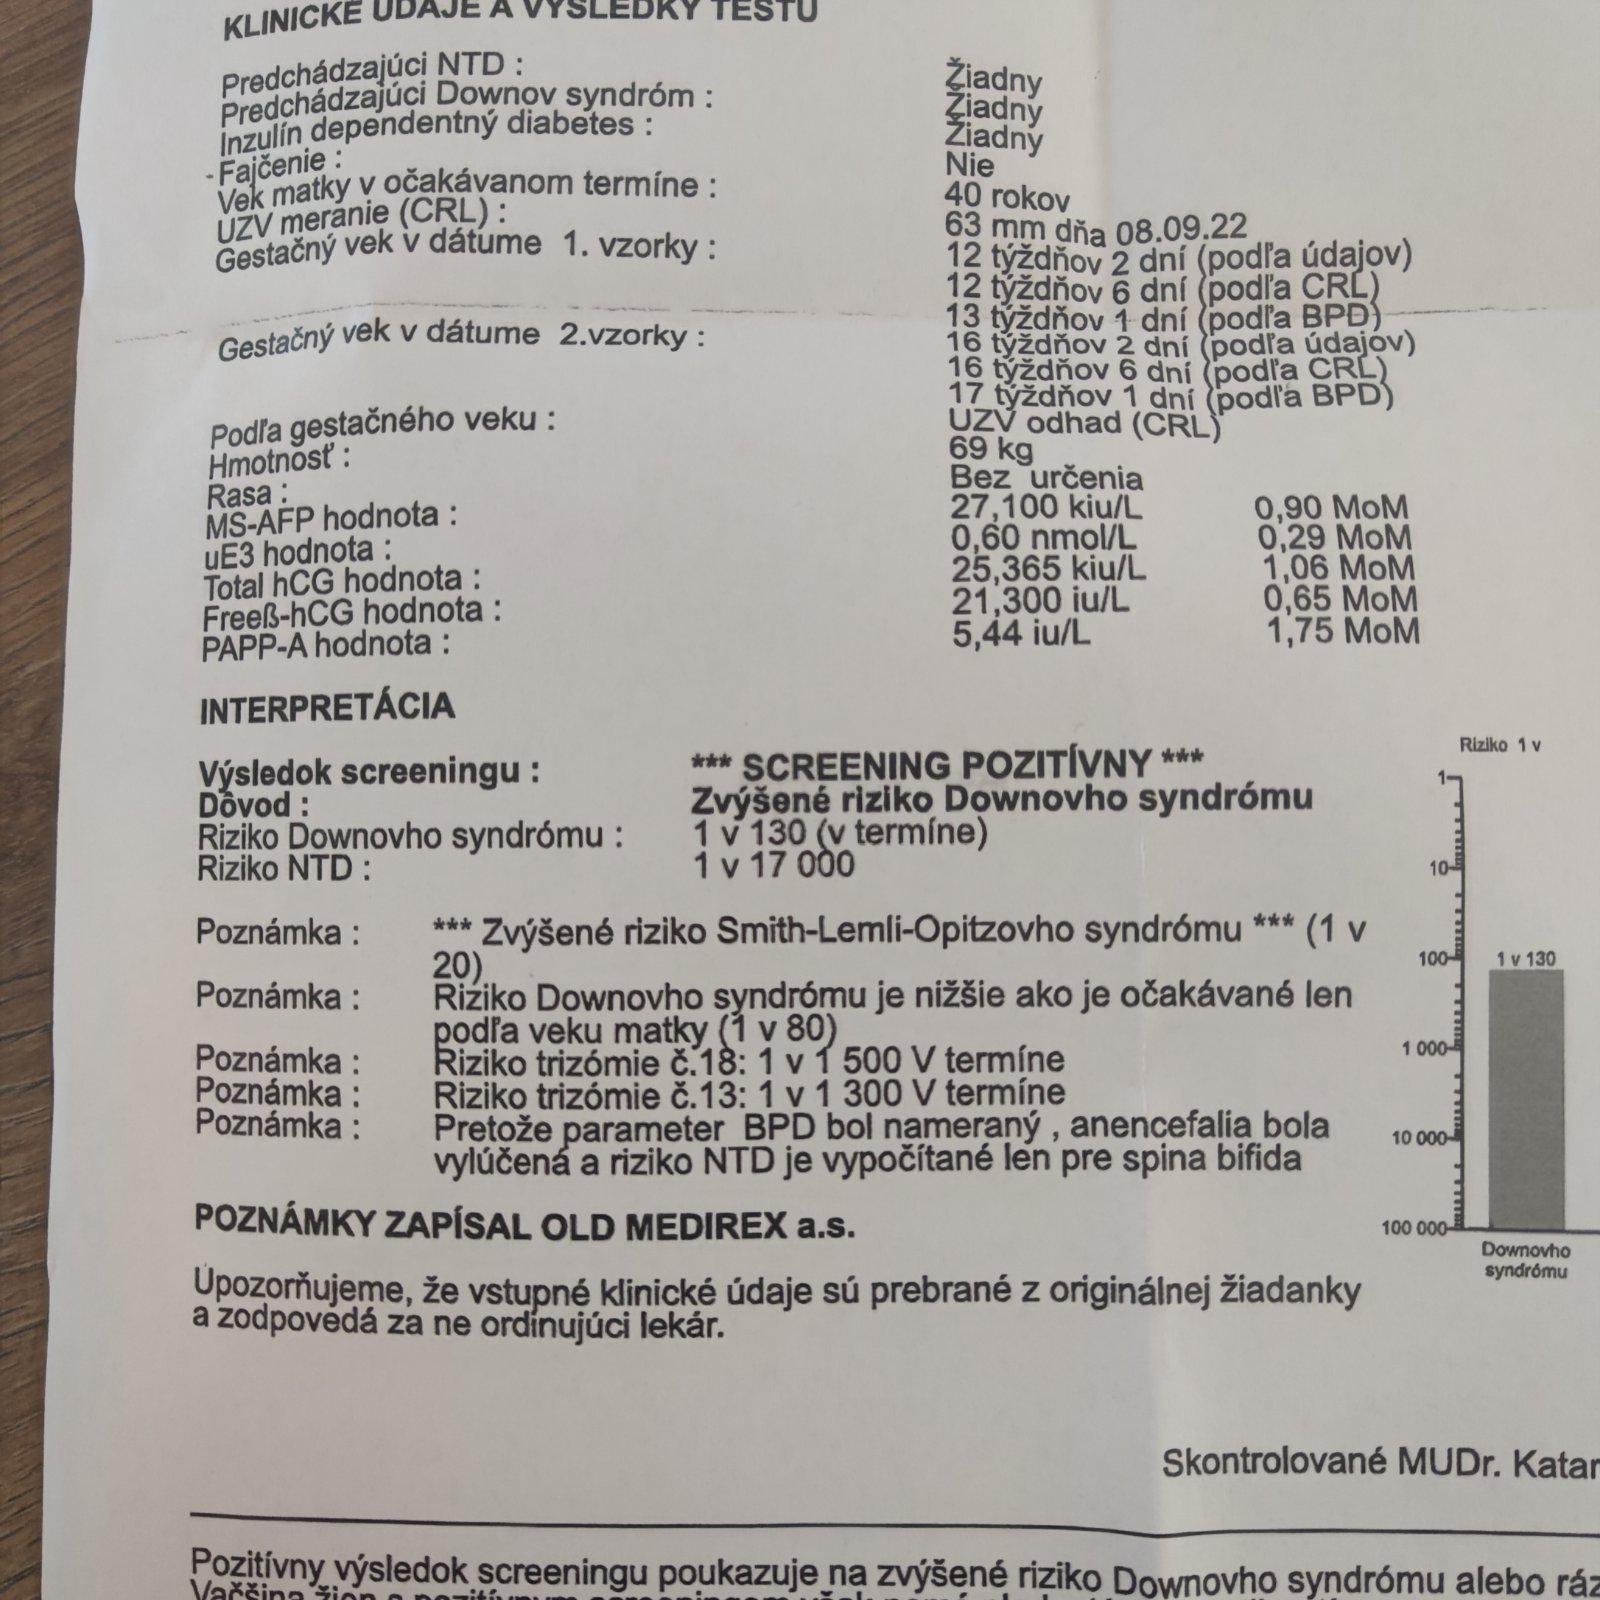 KLINICKÉ ÚDAJE A VÝSLEDKY TESTU
Predchádzajúci NTD : Žiadny
Predchádzajúci Downov syndróm : Žiadny
Inzulín dependentný diabetes : Žiadny
Fajčenie : Nie
Vek matky v očakávanom termíne : 40 rokov
UZV meranie (CRL) : 63 mm dňa 08.09.22
Gestačný vek v dátume 1. vzorky : 12 týždňov 2 dní (podľa údajov)
12 týždňov 6 dní (podľa CRL)
13 týždňov 1 dní (podľa BPD)
Gestačný vek v dátume 2.vzorky : 16 týždňov 2 dní (podľa údajov)
16 týždňov 6 dní (podľa CRL)
17 týždňov 1 dní (podľa BPD)
Podľa gestačného veku : UZV odhad (CRL)
Hmotnosť : 69 kg
Rasa : Bez určenia
MS-AFP hodnota : 27,100 kiu/L 0,90 MoM
uE3 hodnota : 0,60 nmol/L 0,29 MoM
Total hCG hodnota : 25,365 kiu/L 1,06 MoM
Freeß-hCG hodnota : 21,300 iu/L 0,65 MoM
PAPP-A hodnota : 5,44 iu/L 1,75 MoM
INTERPRETÁCIA
Výsledok screeningu : *** SCREENING POZITÍVNY ***
Dôvod : Zvýšené riziko Downovho syndrómu
Riziko Downovho syndrómu : 1 v 130 (v termíne)
Riziko NTD : 1 v 17 000
Poznámka : *** Zvýšené riziko Smith-Lemli-Opitzovho syndrómu *** (1 v
20)
Poznámka : Riziko Downovho syndrómu je nižšie ako je očakávané len
podľa veku matky (1 v 80)
Poznámka : Riziko trizómie č.18: 1 v 1 500 V termíne
Poznámka : Riziko trizómie č.13: 1 v 1 300 V termíne
Poznámka : Pretože parameter BPD bol nameraný , anencefalia bola
vylúčená a riziko NTD je vypočítané len pre spina bifida
Riziko 1 v
1
10
100
1 v 130
1 000
10 000
100 000
Downovho
syndrómu
POZNÁMKY ZAPÍSAL OLD MEDIREX a.s.
Upozorňujeme, že vstupné klinické údaje sú prebrané z originálnej žiadanky
a zodpovedá za ne ordinujúci lekár.
Skontrolované MUDr. Katar
Pozitívny výsledok screeningu poukazuje na zvýšené riziko Downovho syndrómu alebo ráz